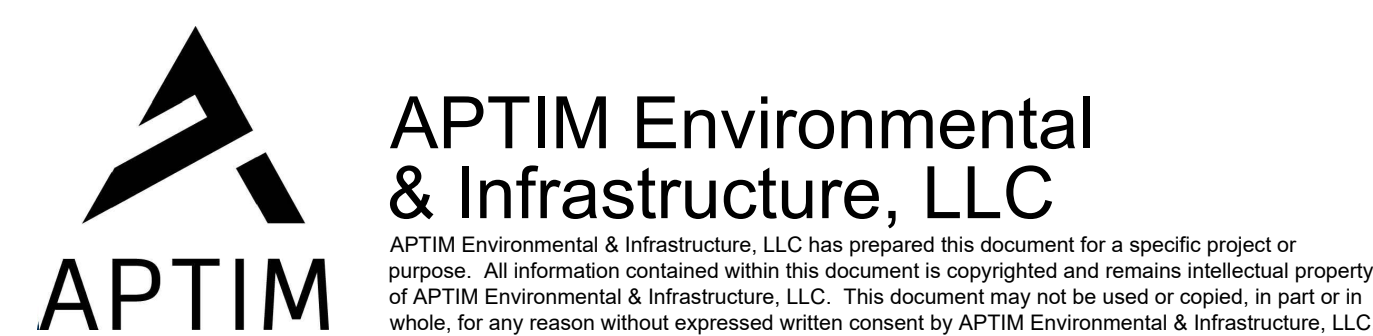 APTIM
APTIM Environmental
& Infrastructure, LLC
APTIM Environmental & Infrastructure, LLC has prepared this document for a specific project or
purpose.  All information contained within this document is copyrighted and remains intellectual property
of APTIM Environmental & Infrastructure, LLC.  This document may not be used or copied, in part or in
whole, for any reason without expressed written consent by APTIM Environmental & Infrastructure, LLC